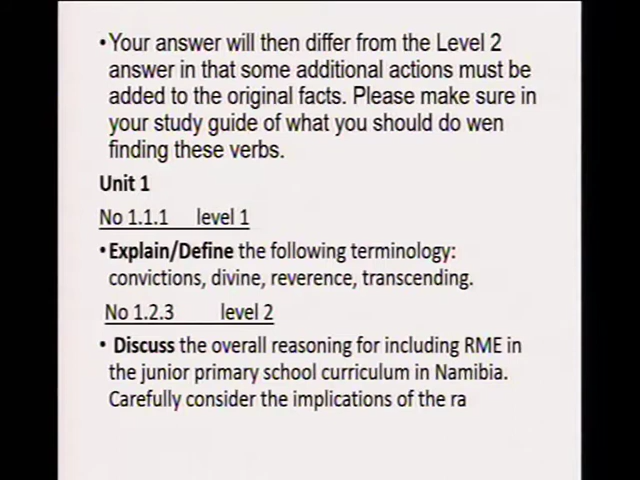 •Your answer will then differ from the Level 2
answer in that some additional actions must be
added to the original facts. Please make sure in
your study guide of what you should do wen
finding these verbs.
Unit 1
No 1.1.1 level 1
•Explain/Define the following terminology:
convictions, divine, reverence, transcending.
No 1.2.3 level 2
• Discuss the overall reasoning for including RME in
the junior primary school curriculum in Namibia.
Carefully consider the implications of the ra